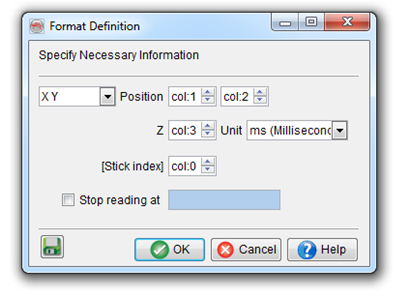 Format Definition
Specify Necessary Information
X Y Position col:1 col:2
Z col:3 Unit ms (Millisecond
[Stick index] col:0
Stop reading at
OK Cancel Help